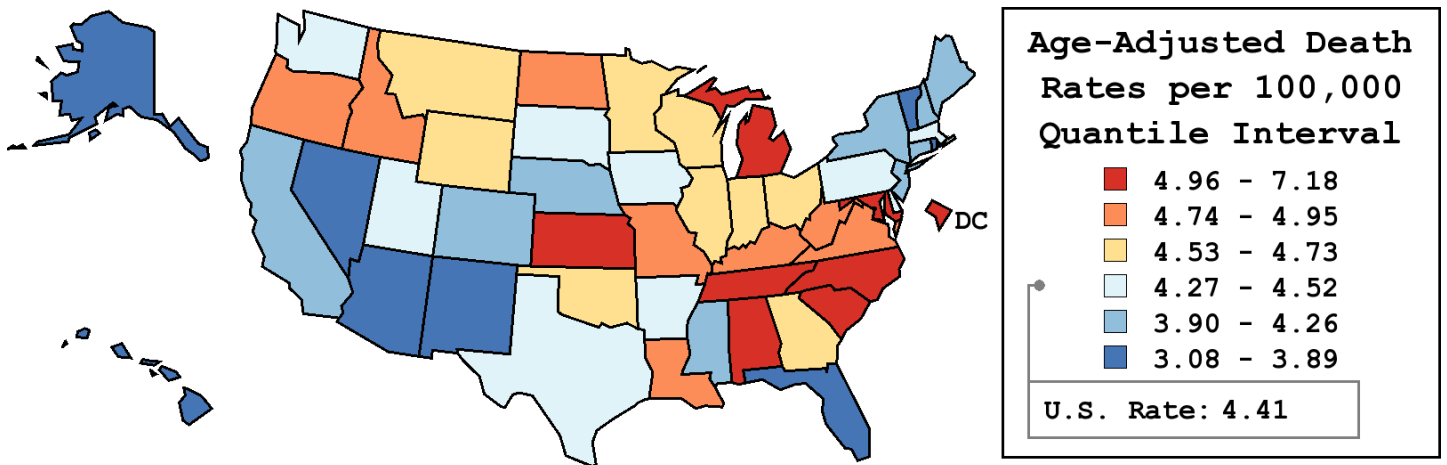 Age-Adjusted Death
Rates per 100,000
Quantile Interval
4.96 - 7.18
4.74 - 4.95
4.53 - 4.73
4.27 - 4.52
3.90 - 4.26
3.08 - 3.89
U.S. Rate: 4.41
DC